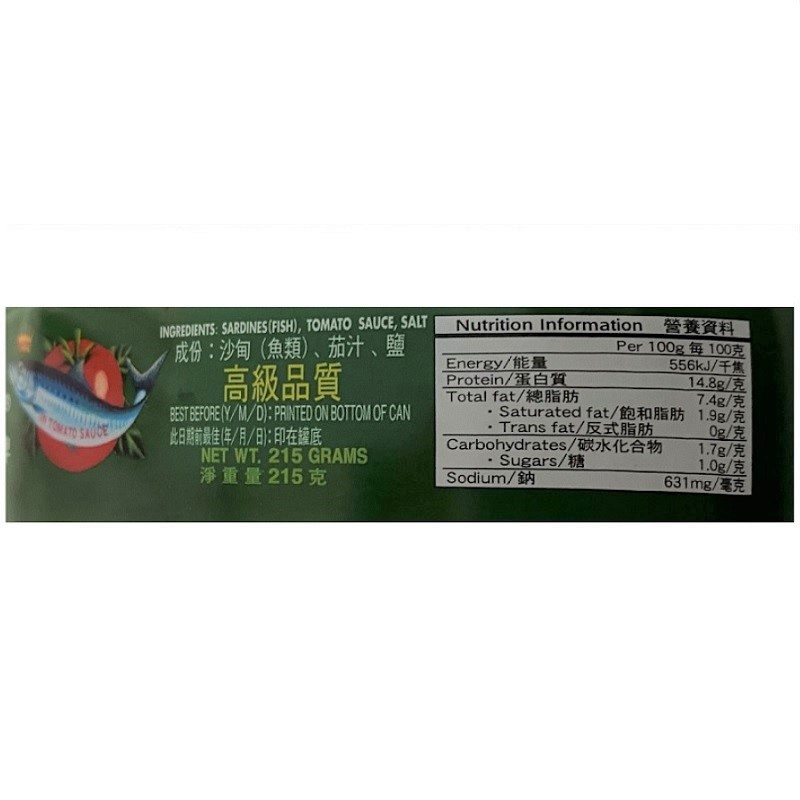 INGREDIENTS: SARDINES(FISH), TOMATO SAUCE, SALT
成份：沙甸（魚類）、茄汁、鹽
高級品質
BEST BEFORE(Y/M/D): PRINTED ON BOTTOM OF CAN
此日期前最佳(年/月/日): 印在罐底
NET WT. 215 GRAMS
淨重量 215 克
TOMATO SAUCE
Nutrition Information 營養資料
Per 100g 每 100克
Energy/能量 556kJ/千焦
Protein/蛋白質 14.8g/克
Total fat/總脂肪 7.4g/克
・Saturated fat/飽和脂肪 1.9g/克
・Trans fat/反式脂肪 0g/克
Carbohydrates/碳水化合物 1.7g/克
・Sugars/糖 1.0g/克
Sodium/鈉 631mg/毫克